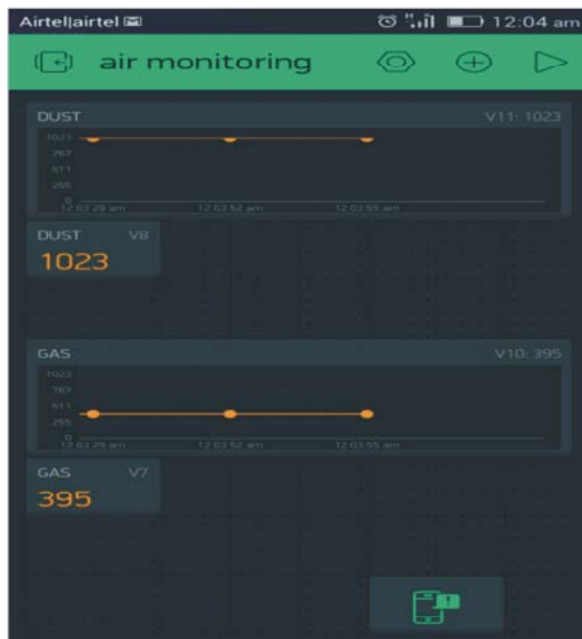 Airtel|airtel H 12:04 am
air monitoring
DUST V11: 1023
1023
767
511
255
0
12:03:29 am 12:03:52 am 12:03:55 am
DUST V8
1023
GAS V10: 395
1023
767
511
255
0
12:03:29 am 12:03:52 am 12:03:55 am
GAS V7
395